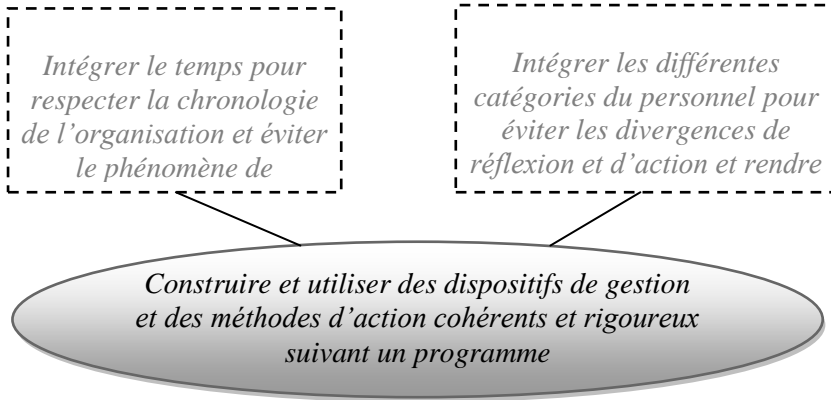 Intégrer le temps pour
respecter la chronologie
de l'organisation et éviter
le phénomène de
Intégrer les différentes
catégories du personnel pour
éviter les divergences de
réflexion et d'action et rendre
Construire et utiliser des dispositifs de gestion
et des méthodes d'action cohérents et rigoureux
suivant un programme